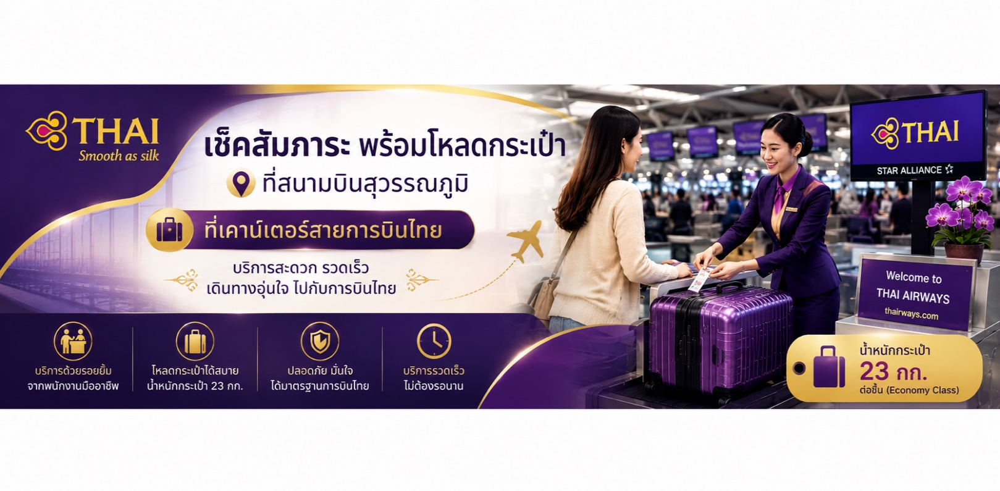 THAI
Smooth as silk
เช็คสัมภาระ พร้อมโหลดกระเป๋า
ที่สนามบินสุวรรณภูมิ
ที่เคาน์เตอร์สายการบินไทย
บริการสะดวก รวดเร็ว
เดินทางอุ่นใจ ไปกับการบินไทย
บริการด้วยรอยยิ้ม
จากพนักงานมืออาชีพ
โหลดกระเป๋าได้สบาย
น้ำหนักกระเป๋า 23 กก.
ปลอดภัย มั่นใจ
ได้มาตรฐานการบินไทย
บริการรวดเร็ว
ไม่ต้องรอนาน
THAI
STAR ALLIANCE
Welcome to
THAI AIRWAYS
thairways.com
น้ำหนักกระเป๋า
23 กก.
ต่อชิ้น (Economy Class)